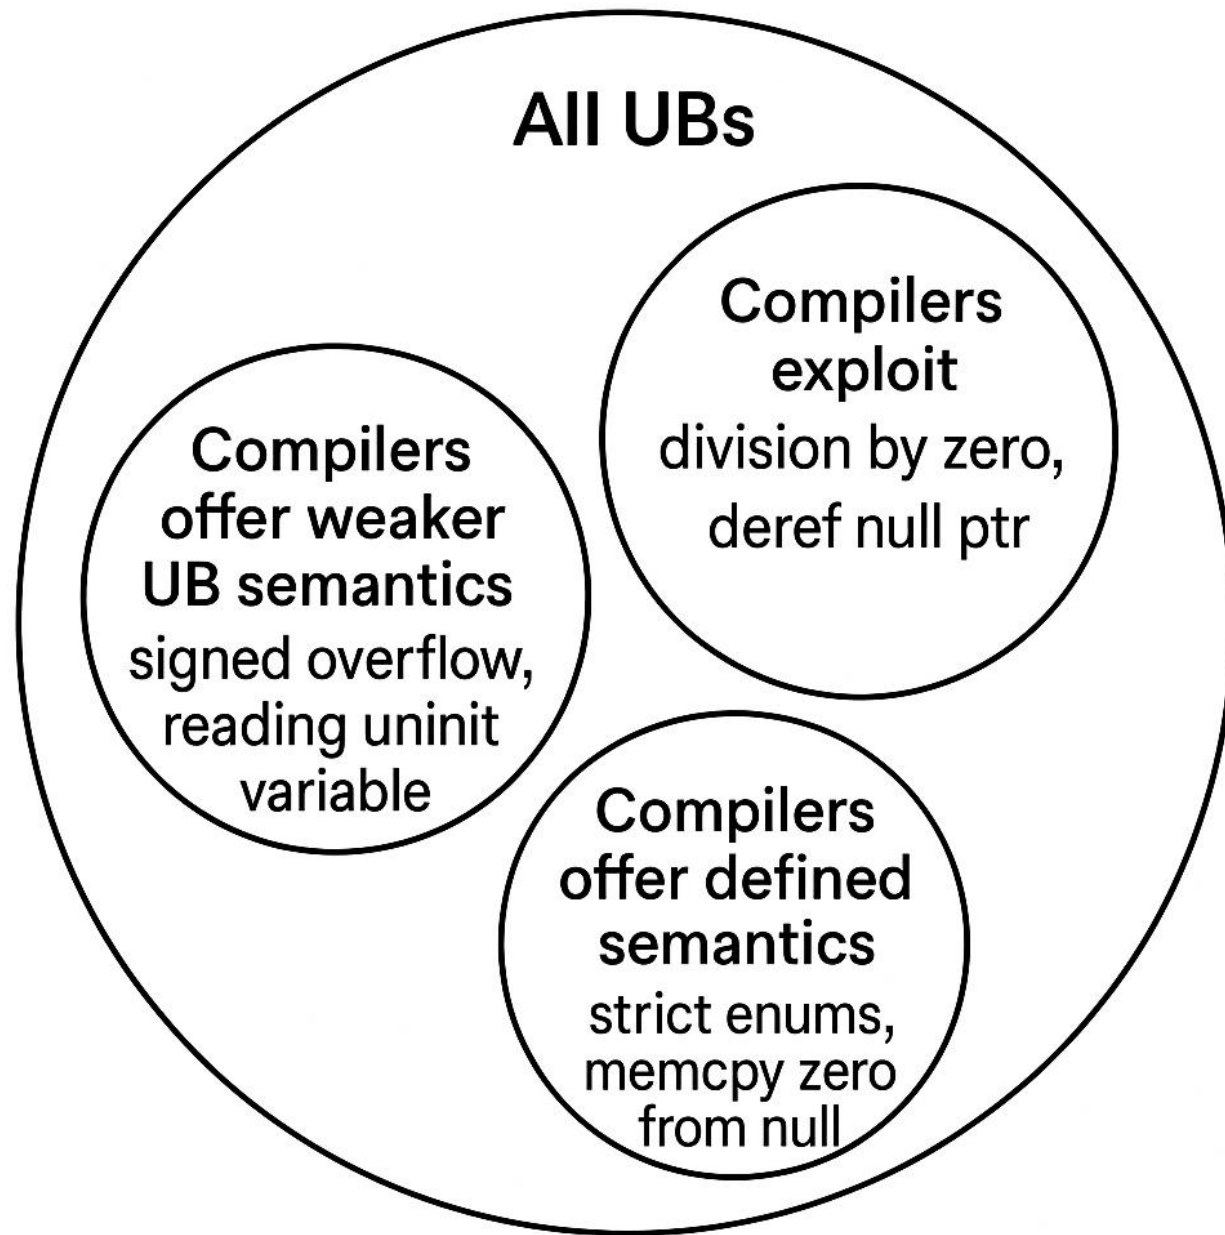 All UBs
Compilers
exploit
division by zero,
deref null ptr
Compilers
offer weaker
UB semantics
signed overflow,
reading uninit
variable
Compilers
offer defined
semantics
strict enums,
memcpy zero
from null